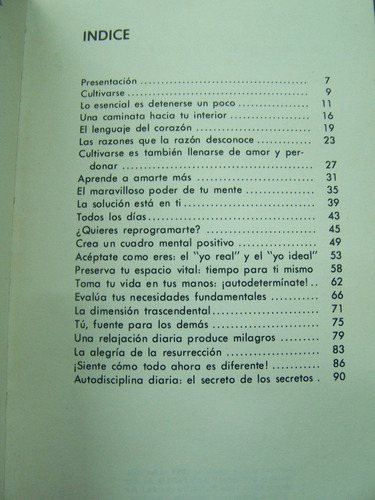 INDICE
Presentación ........................... 7
Cultivarse ............................. 9
Lo esencial es detenerse un poco ............ 11
Una caminata hacia tu interior .............. 16
El lenguaje del corazón ................... 19
Las razones que la razón desconoce ......... 23
Cultivarse es también llenarse de amor y per-
donar .............................. 27
Aprende a amarte más .................... 31
El maravilloso poder de tu mente ........... 35
La solución está en ti ..................... 39
Todos los días ........................... 43
¿Quieres reprogramarte? ................... 45
Crea un cuadro mental positivo ............. 49
Acéptate como eres: el "yo real" y el "yo ideal" 53
Preserva tu espacio vital: tiempo para ti mismo 58
Toma tu vida en tus manos: ¡autodetermínate! .. 62
Evalúa tus necesidades fundamentales ........ 66
La dimensión trascendental ................. 71
Tú, fuente para los demás ................. 75
Una relajación diaria produce milagros ....... 79
La alegría de la resurrección ............... 83
¡Siente cómo todo ahora es diferente! ......... 86
Autodisciplina diaria: el secreto de los secretos . 90